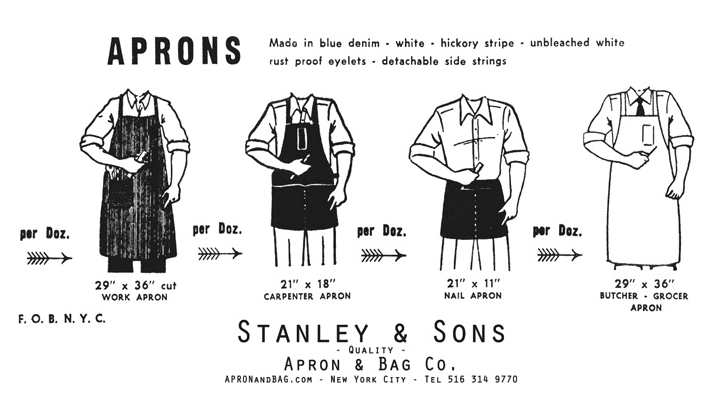 APRONS
Made in blue denim - white - hickory stripe - unbleached white
rust proof eyelets - detachable side strings
per Doz.
per Doz.
per Doz.
per Doz.
29" x 36" cut
WORK APRON
21" x 18"
CARPENTER APRON
21" x 11"
NAIL APRON
29" x 36"
BUTCHER - GROCER
APRON
F. O. B. N. Y. C.
STANLEY & SONS
- QUALITY -
APRON & BAG CO.
APRONANDBAG.COM - NEW YORK CITY - TEL 516 314 9770